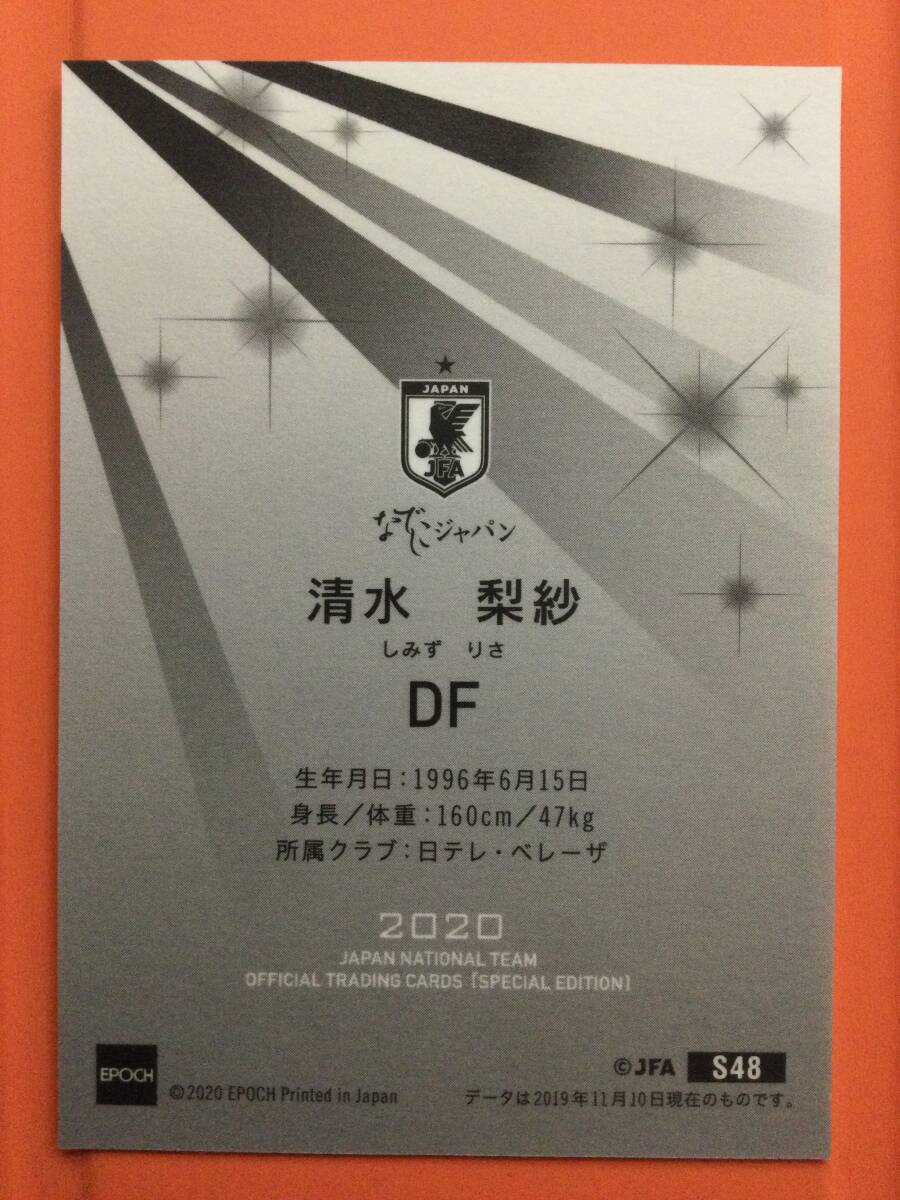 JAPAN
JFA
なでしこジャパン
清水 梨紗
しみず りさ
DF
生年月日：1996年6月15日
身長／体重：160cm／47kg
所属クラブ：日テレ・ベレーザ
2020
JAPAN NATIONAL TEAM
OFFICIAL TRADING CARDS [SPECIAL EDITION]
EPOCH
©2020 EPOCH Printed in Japan
©JFA S48
データは2019年11月10日現在のものです。